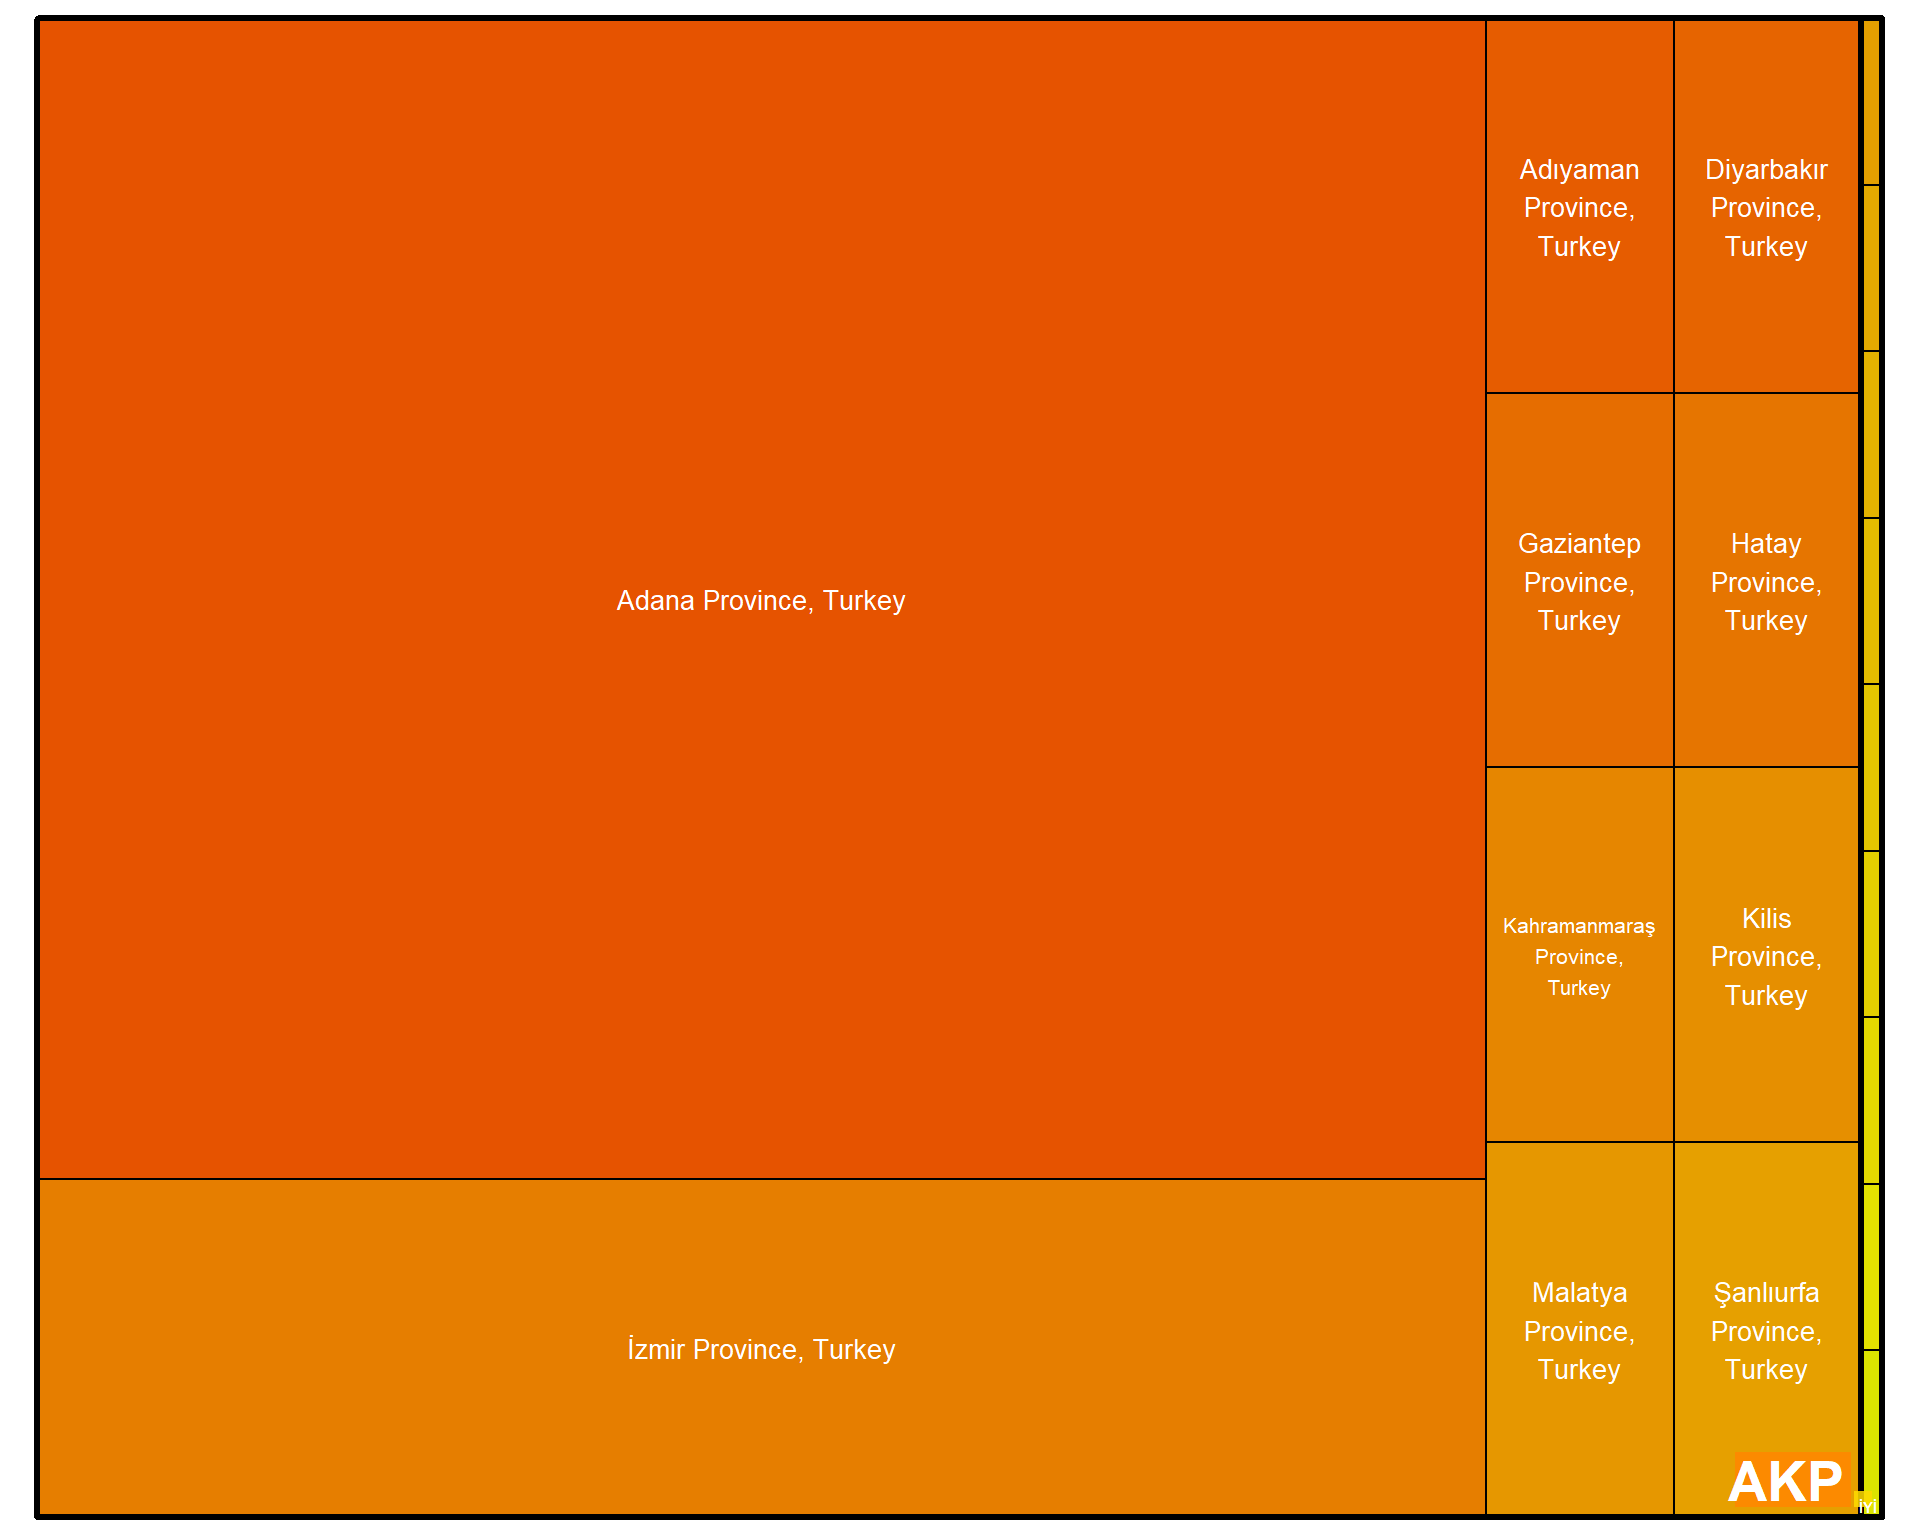 Adana Province, Turkey
İzmir Province, Turkey
Adıyaman
Province,
Turkey
Diyarbakır
Province,
Turkey
Gaziantep
Province,
Turkey
Hatay
Province,
Turkey
Kahramanmaraş
Province,
Turkey
Kilis
Province,
Turkey
Malatya
Province,
Turkey
Şanlıurfa
Province,
Turkey
AKP
İYİ